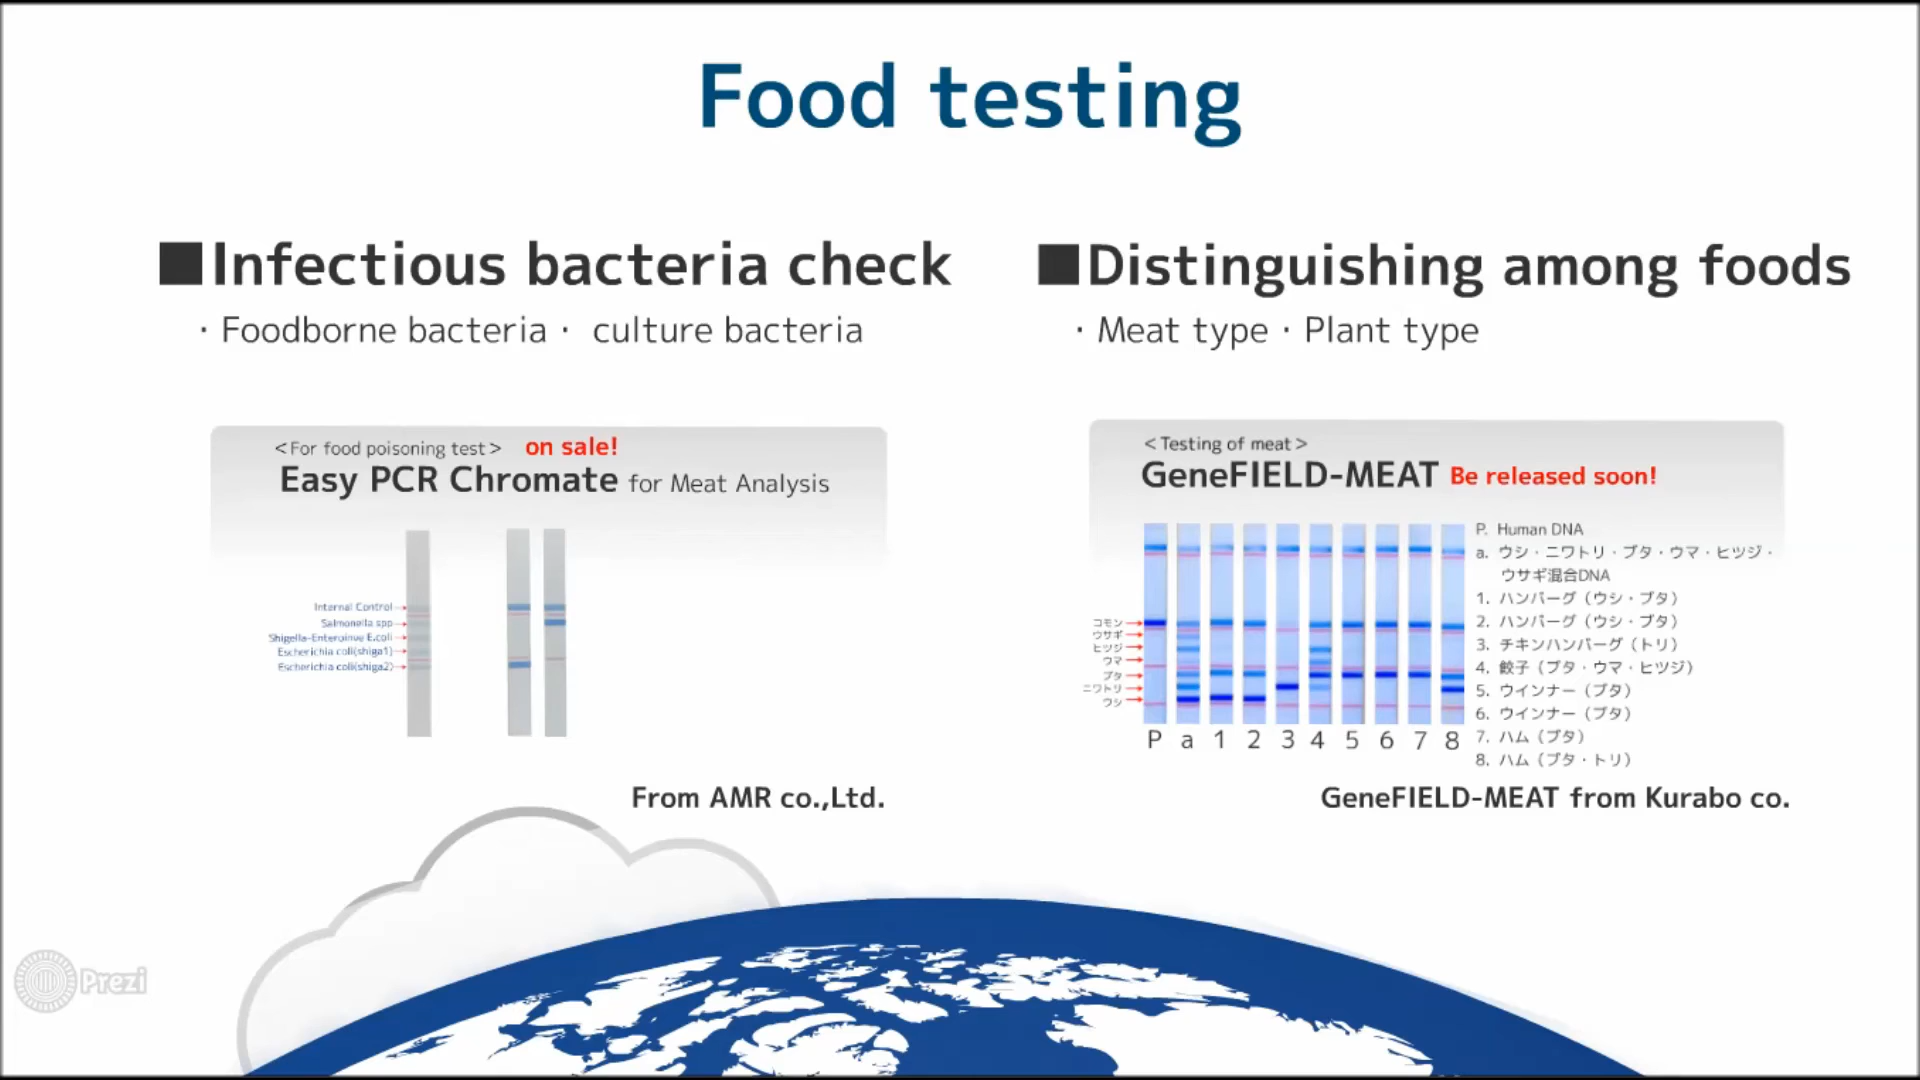 Food testing
■Infectious bacteria check
・Foodborne bacteria・ culture bacteria
<For food poisoning test> on sale!
Easy PCR Chromate for Meat Analysis
Internal Control
Salmonella spp
Shigella-Enteroinve E.coli
Escherichia coli(shiga1)
Escherichia coli(shiga2)
From AMR co.,Ltd.
■Distinguishing among foods
・Meat type・Plant type
<Testing of meat>
GeneFIELD-MEAT Be released soon!
コモン
ウサギ
ヒツジ
ウマ
ブタ
ニワトリ
ウシ
P a 1 2 3 4 5 6 7 8
P. Human DNA
a. ウシ・ニワトリ・ブタ・ウマ・ヒツジ・
ウサギ混合DNA
1. ハンバーグ（ウシ・ブタ）
2. ハンバーグ（ウシ・ブタ）
3. チキンハンバーグ（トリ）
4. 餃子（ブタ・ウマ・ヒツジ）
5. ウインナー（ブタ）
6. ウインナー（ブタ）
7. ハム（ブタ）
8. ハム（ブタ・トリ）
GeneFIELD-MEAT from Kurabo co.
Prezi